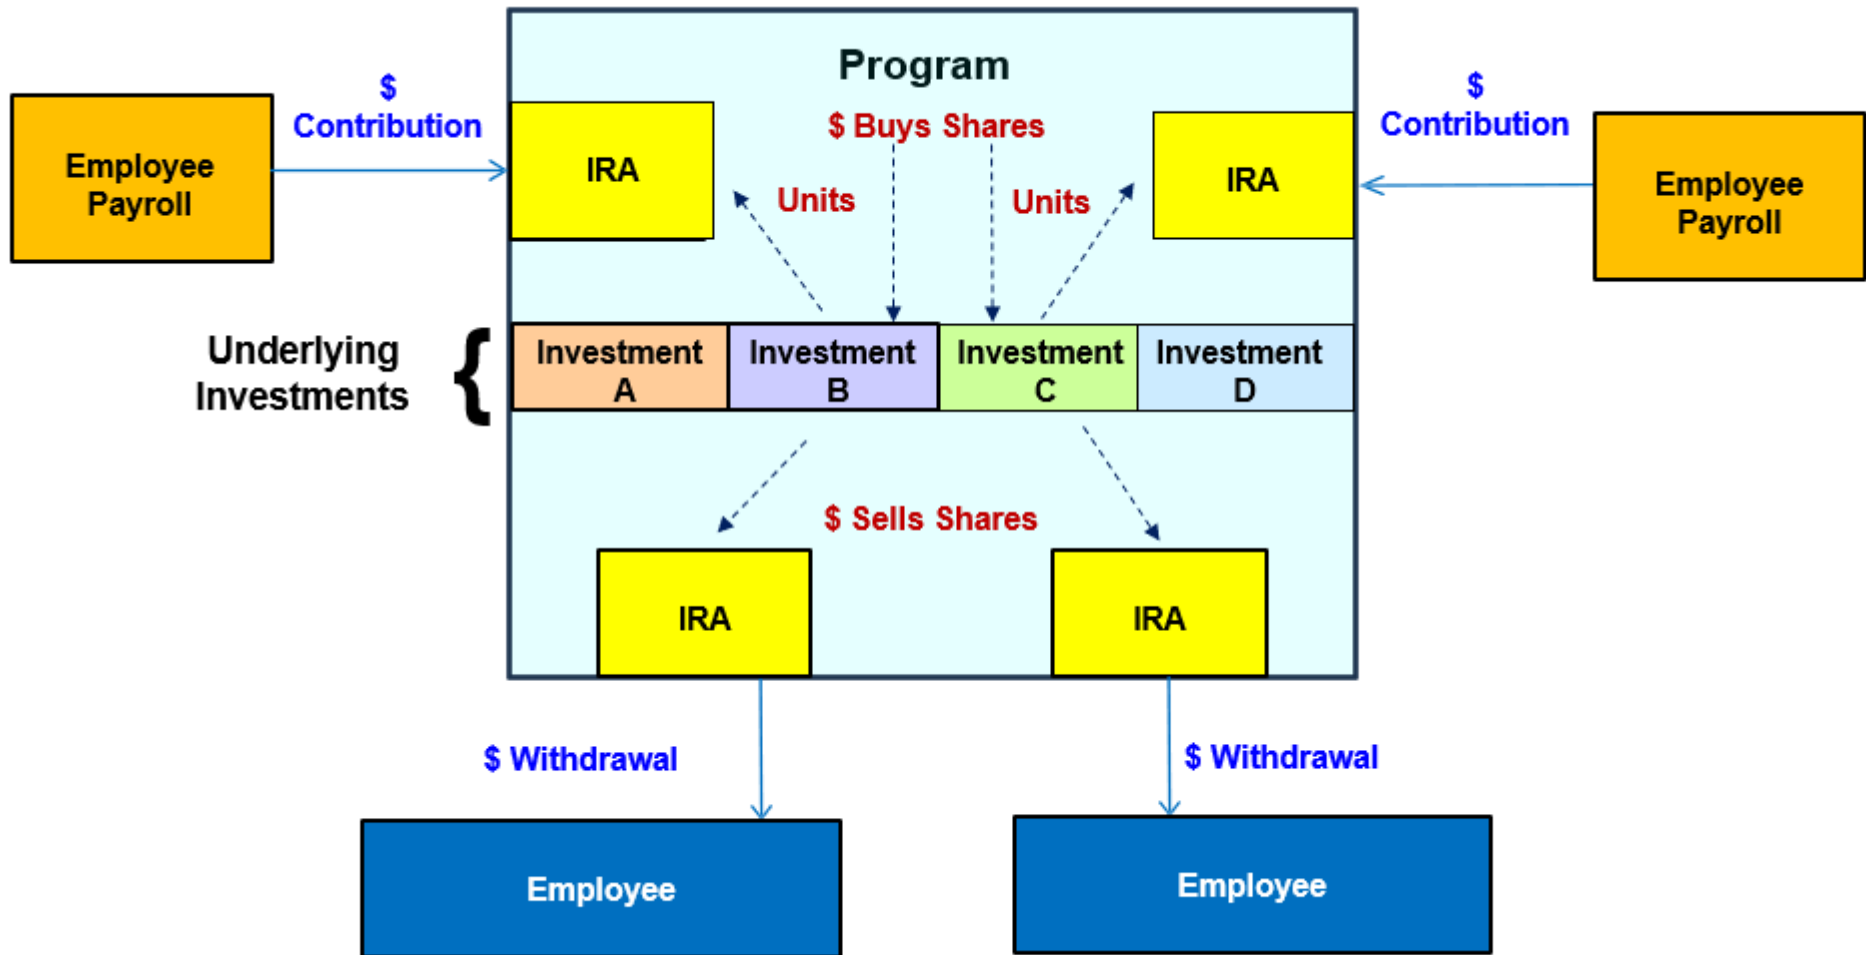 Program
$
Contribution
$
Contribution
Employee
Payroll
IRA
$ Buys Shares
Units
Units
IRA
Employee
Payroll
Underlying
Investments
{
Investment
A
Investment
B
Investment
C
Investment
D
$ Sells Shares
IRA
IRA
$ Withdrawal
$ Withdrawal
Employee
Employee